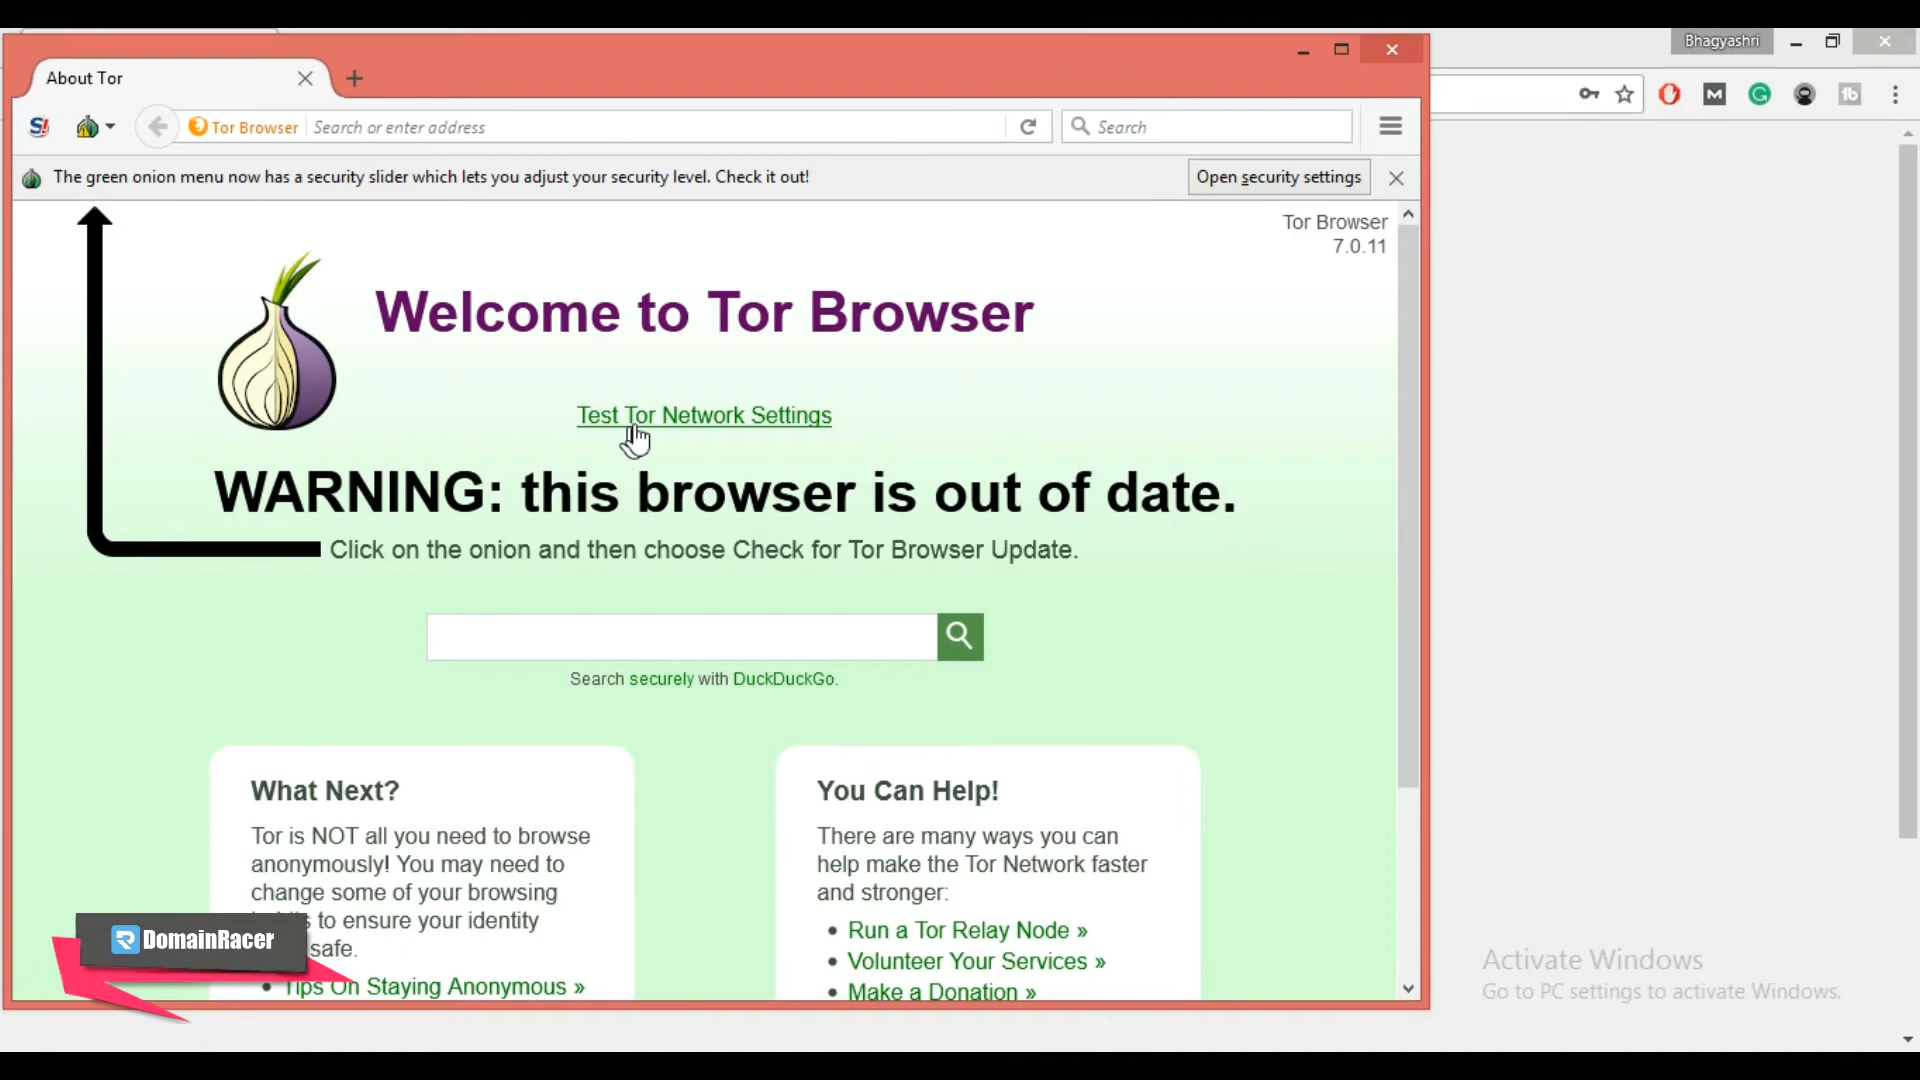 Bhagyashri
About Tor
S!
Tor Browser
Search or enter address
Search
The green onion menu now has a security slider which lets you adjust your security level. Check it out!
Open security settings
Tor Browser
7.0.11
Welcome to Tor Browser
Test Tor Network Settings
WARNING: this browser is out of date.
Click on the onion and then choose Check for Tor Browser Update.
Search securely with DuckDuckGo.
What Next?
Tor is NOT all you need to browse
anonymously! You may need to
change some of your browsing
to ensure your identity
safe.
Tips On Staying Anonymous »
You Can Help!
There are many ways you can
help make the Tor Network faster
and stronger:
Run a Tor Relay Node »
Volunteer Your Services »
Make a Donation »
DomainRacer
Activate Windows
Go to PC settings to activate Windows.